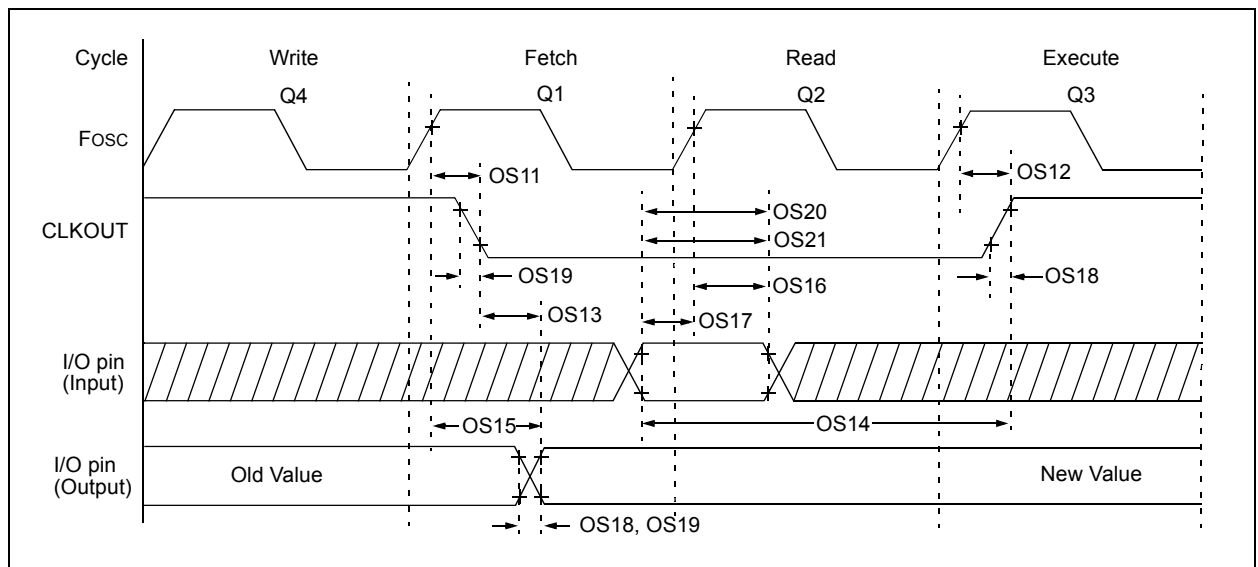 Cycle Write Fetch Read Execute
Q4 Q1 Q2 Q3
FOSC
OS11 OS12
OS20
CLKOUT
OS21
OS19 OS16 OS18
OS13 OS17
I/O pin
(Input)
OS15 OS14
I/O pin
(Output)
Old Value New Value
OS18, OS19